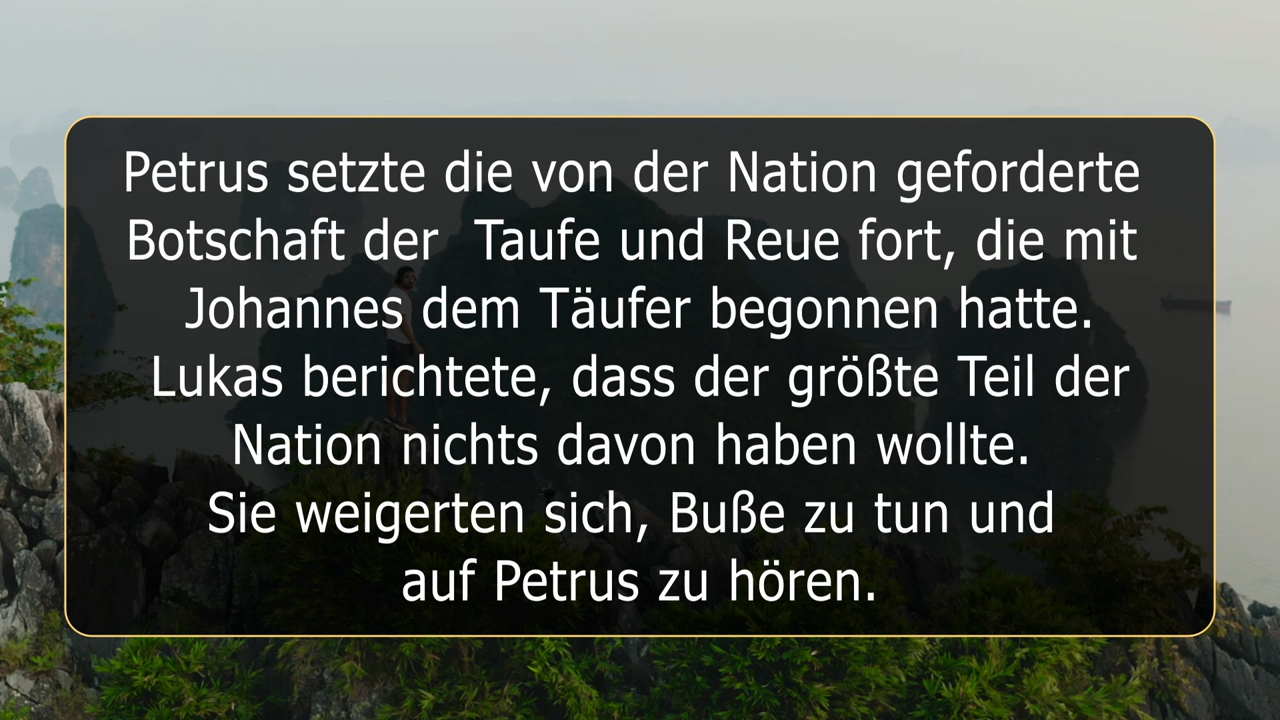 Petrus setzte die von der Nation geforderte
Botschaft der  Taufe und Reue fort, die mit
Johannes dem Täufer begonnen hatte.
Lukas berichtete, dass der größte Teil der
Nation nichts davon haben wollte.
Sie weigerten sich, Buße zu tun und
auf Petrus zu hören.